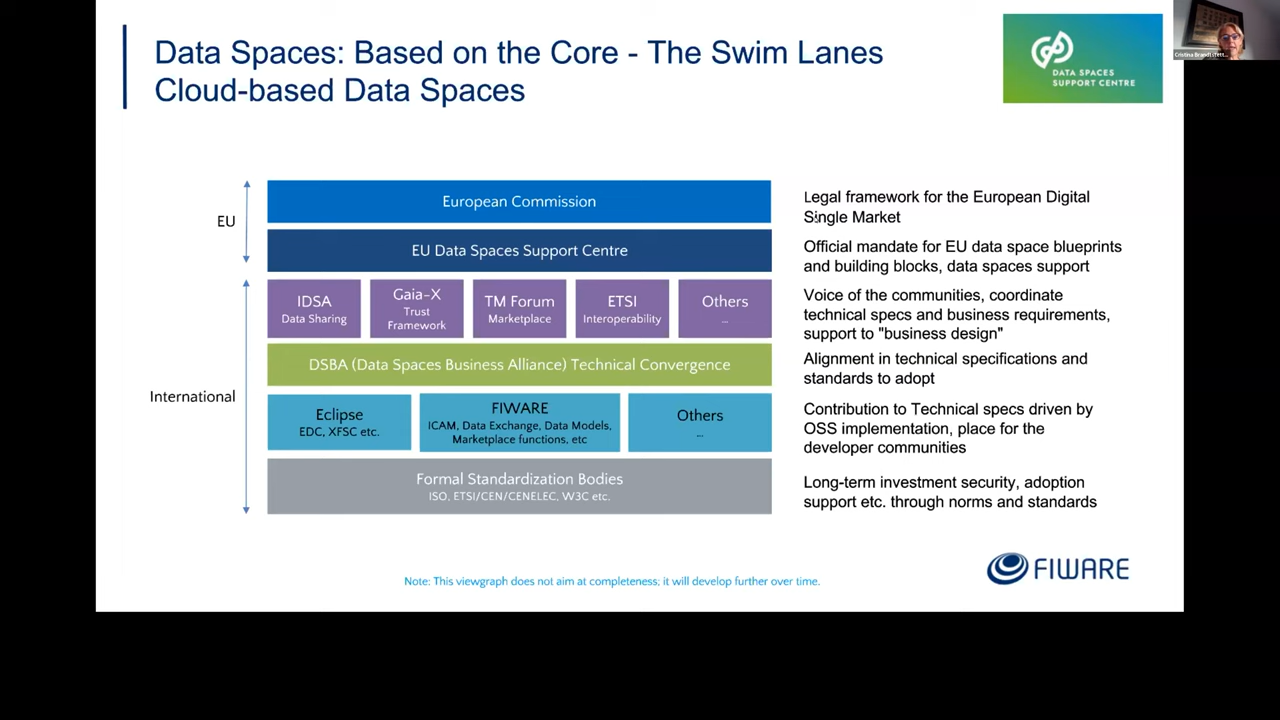 Data Spaces: Based on the Core - The Swim Lanes
Cloud-based Data Spaces
DATA SPACES
SUPPORT CENTRE
EU
European Commission
Legal framework for the European Digital
Single Market
EU Data Spaces Support Centre
Official mandate for EU data space blueprints
and building blocks, data spaces support
International
IDSA
Data Sharing
Gaia-X
Trust
Framework
TM Forum
Marketplace
ETSI
Interoperability
Others
...
Voice of the communities, coordinate
technical specs and business requirements,
support to "business design"
DSBA (Data Spaces Business Alliance) Technical Convergence
Alignment in technical specifications and
standards to adopt
Eclipse
EDC, XFSC etc.
FIWARE
ICAM, Data Exchange, Data Models,
Marketplace functions, etc
Others
...
Contribution to Technical specs driven by
OSS implementation, place for the
developer communities
Formal Standardization Bodies
ISO, ETSI/CEN/CENELEC, W3C etc.
Long-term investment security, adoption
support etc. through norms and standards
Note: This viewgraph does not aim at completeness; it will develop further over time.
FIWARE
Cristina